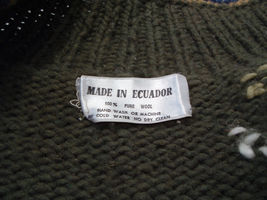 MADE IN ECUADOR
100% PURE WOOL
HAND WASH OR MACHINE
COLD WATER NO DRY CLEAN